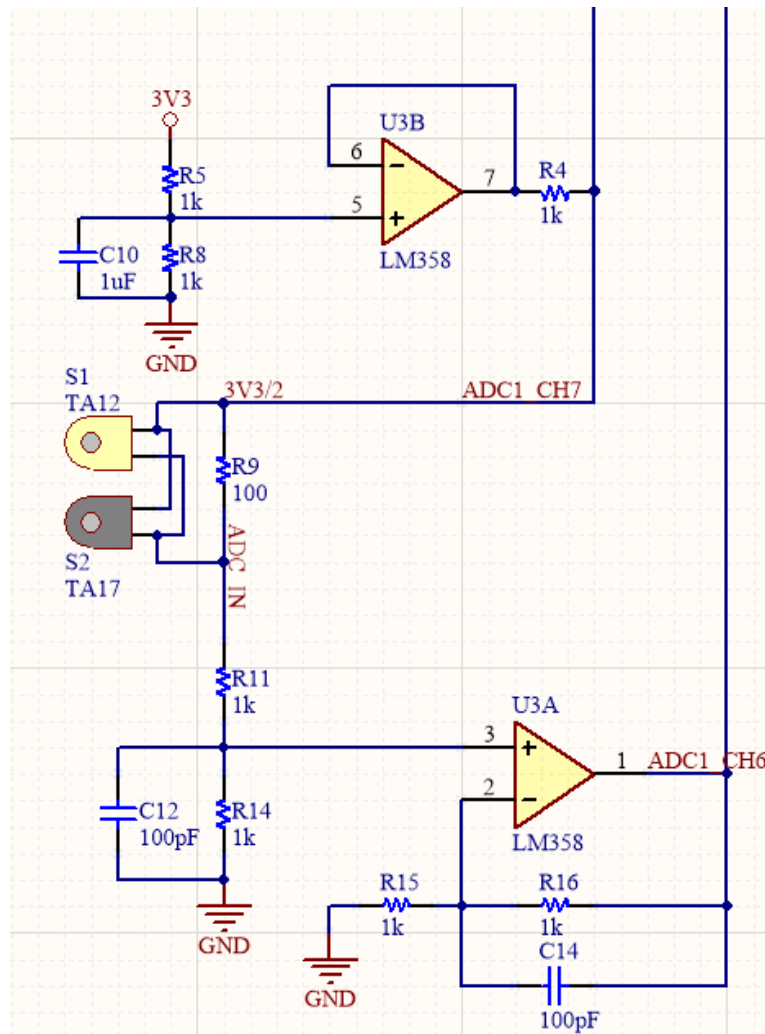 3V3
U3B
6
7
R4
1k
R5
1k
5
LM358
C10
1uF
R8
1k
GND
S1
TA12
3V3/2
ADC1_CH7
R9
100
ADC_IN
S2
TA17
R11
1k
U3A
3
1
ADC1_CH6
2
LM358
C12
100pF
R14
1k
GND
R15
1k
R16
1k
C14
100pF
GND